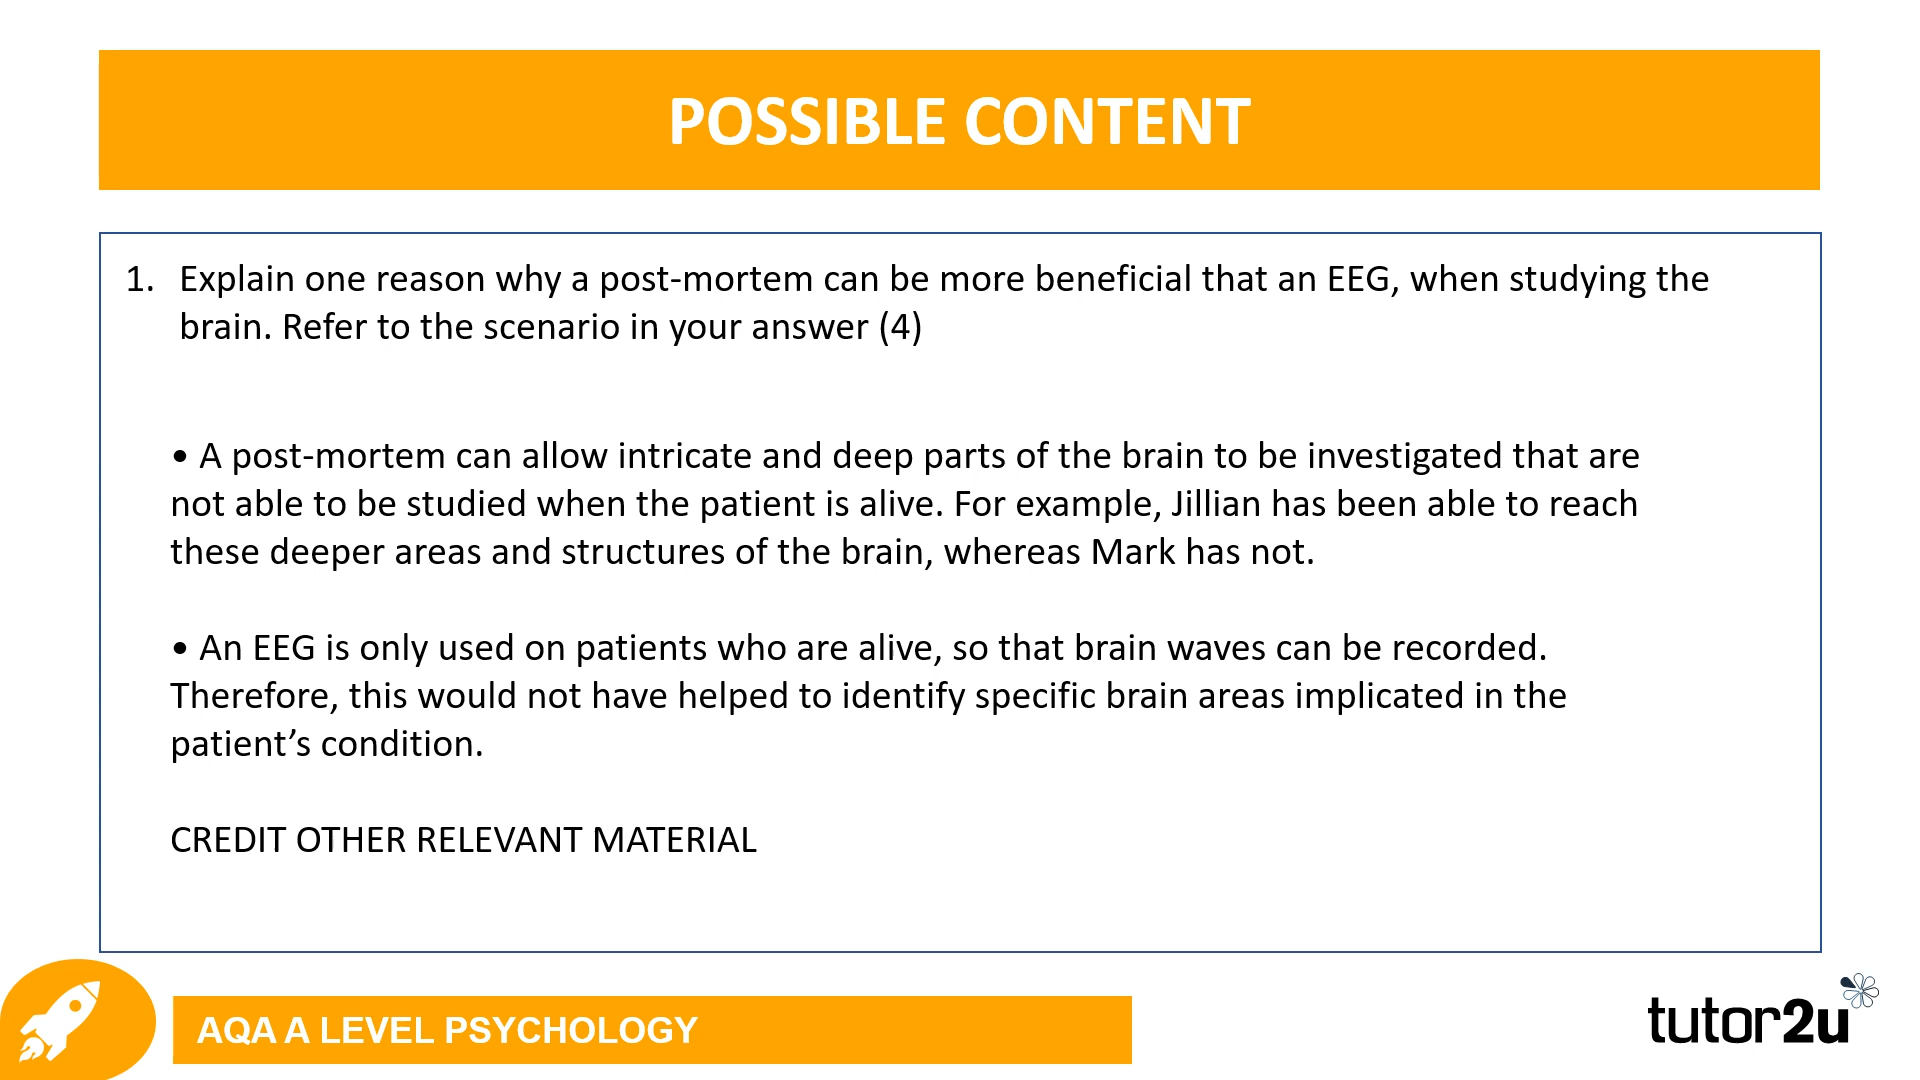 POSSIBLE CONTENT
1. Explain one reason why a post-mortem can be more beneficial that an EEG, when studying the
brain. Refer to the scenario in your answer (4)
• A post-mortem can allow intricate and deep parts of the brain to be investigated that are
not able to be studied when the patient is alive. For example, Jillian has been able to reach
these deeper areas and structures of the brain, whereas Mark has not.
• An EEG is only used on patients who are alive, so that brain waves can be recorded.
Therefore, this would not have helped to identify specific brain areas implicated in the
patient’s condition.
CREDIT OTHER RELEVANT MATERIAL
AQA A LEVEL PSYCHOLOGY
tutor2u